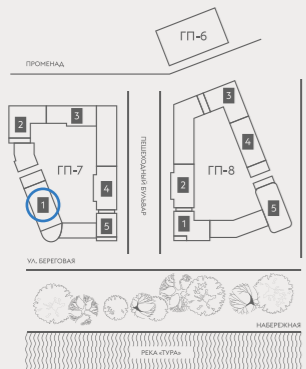 ГП-6
ПРОМЕНАД
3
2
ГП-7
1
4
5
ПЕШЕХОДНЫЙ БУЛЬВАР
3
4
2
ГП-8
1
5
УЛ. БЕРЕГОВАЯ
НАБЕРЕЖНАЯ
РЕКА «ТУРА»